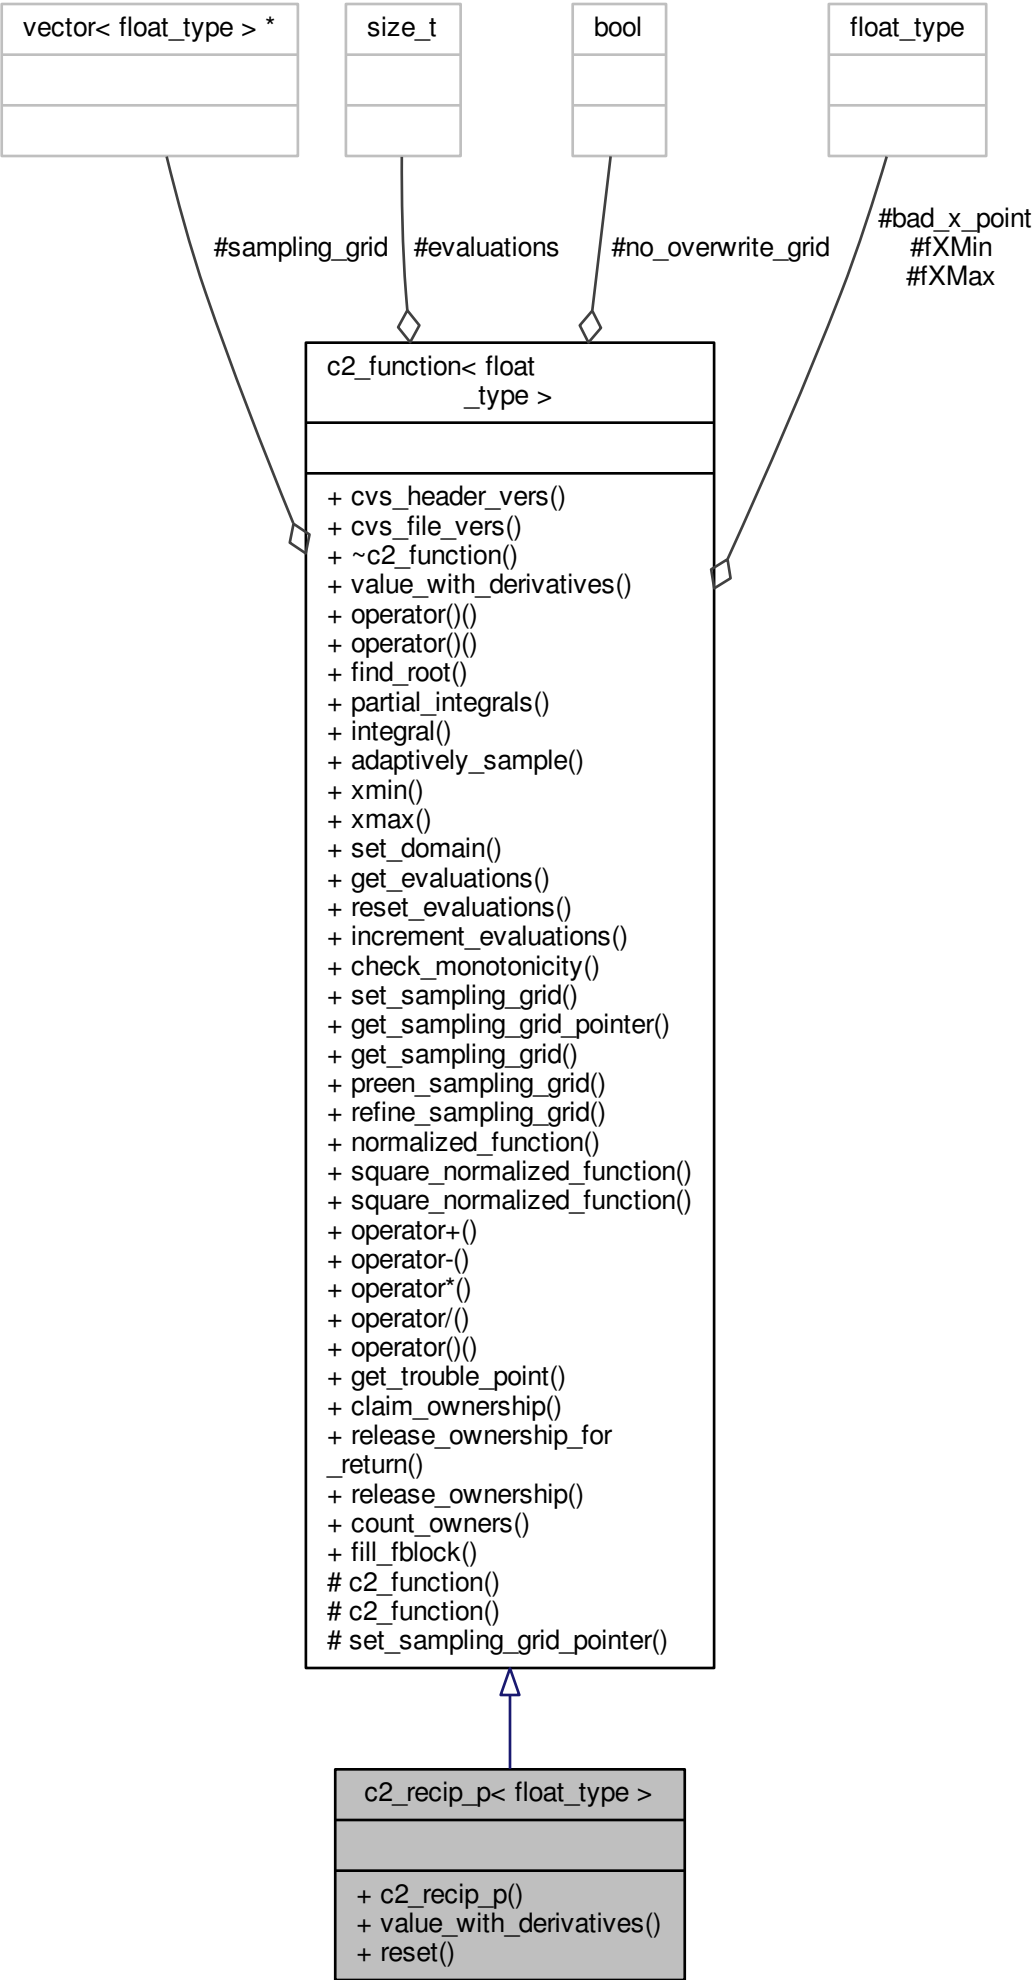 vector< float_type > *
size_t
bool
float_type
#sampling_grid
#evaluations
#no_overwrite_grid
#bad_x_point
#fXMin
#fXMax
c2_function< float
_type >
+ cvs_header_vers()
+ cvs_file_vers()
+ ~c2_function()
+ value_with_derivatives()
+ operator()()
+ operator()()
+ find_root()
+ partial_integrals()
+ integral()
+ adaptively_sample()
+ xmin()
+ xmax()
+ set_domain()
+ get_evaluations()
+ reset_evaluations()
+ increment_evaluations()
+ check_monotonicity()
+ set_sampling_grid()
+ get_sampling_grid_pointer()
+ get_sampling_grid()
+ preen_sampling_grid()
+ refine_sampling_grid()
+ normalized_function()
+ square_normalized_function()
+ square_normalized_function()
+ operator+()
+ operator-()
+ operator*()
+ operator/()
+ operator()()
+ get_trouble_point()
+ claim_ownership()
+ release_ownership_for
_return()
+ release_ownership()
+ count_owners()
+ fill_fblock()
# c2_function()
# c2_function()
# set_sampling_grid_pointer()
c2_recip_p< float_type >
+ c2_recip_p()
+ value_with_derivatives()
+ reset()